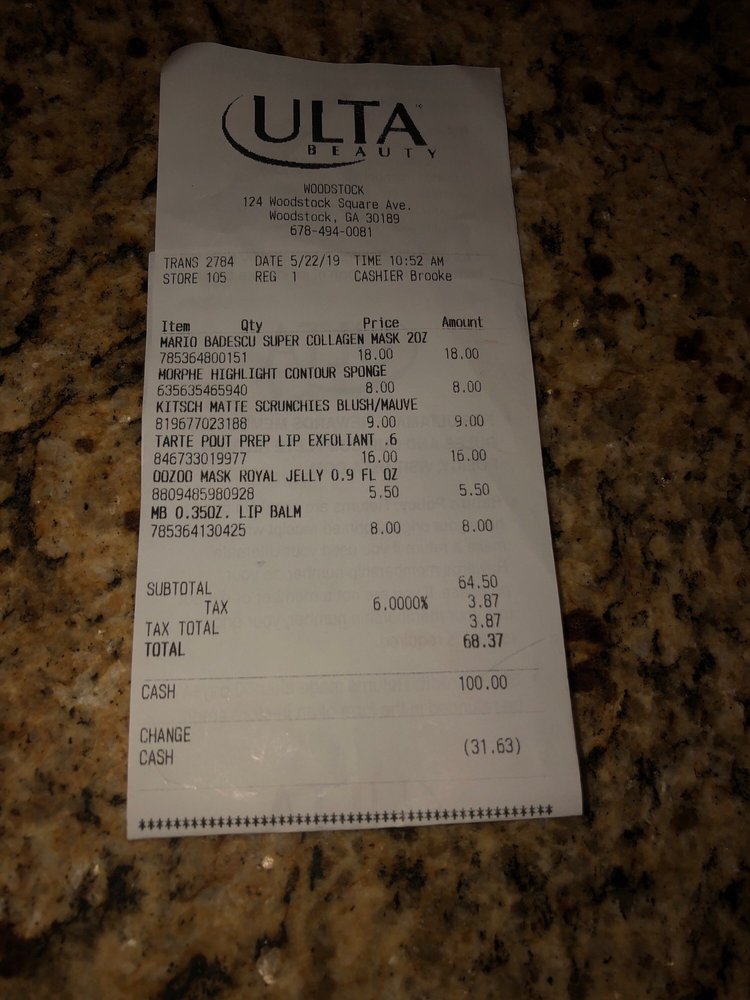 ULTA
BEAUTY
WOODSTOCK
124 Woodstock Square Ave.
Woodstock, GA 30189
678-494-0081
TRANS 2784 DATE 5/22/19 TIME 10:52 AM
STORE 105 REG 1 CASHIER Brooke
Item Qty Price Amount
MARIO BADESCU SUPER COLLAGEN MASK 2OZ
785364800151 18.00 18.00
MORPHE HIGHLIGHT CONTOUR SPONGE
635635465940 8.00 8.00
KITSCH MATTE SCRUNCHIES BLUSH/MAUVE
819677023188 9.00 9.00
TARTE POUT PREP LIP EXFOLIANT .6
846733019977 16.00 16.00
OOZOO MASK ROYAL JELLY 0.9 FL OZ
8809485980928 5.50 5.50
MB 0.35OZ. LIP BALM
785364130425 8.00 8.00
SUBTOTAL 64.50
TAX 6.0000% 3.87
TAX TOTAL 3.87
TOTAL 68.37
CASH 100.00
CHANGE
CASH (31.63)